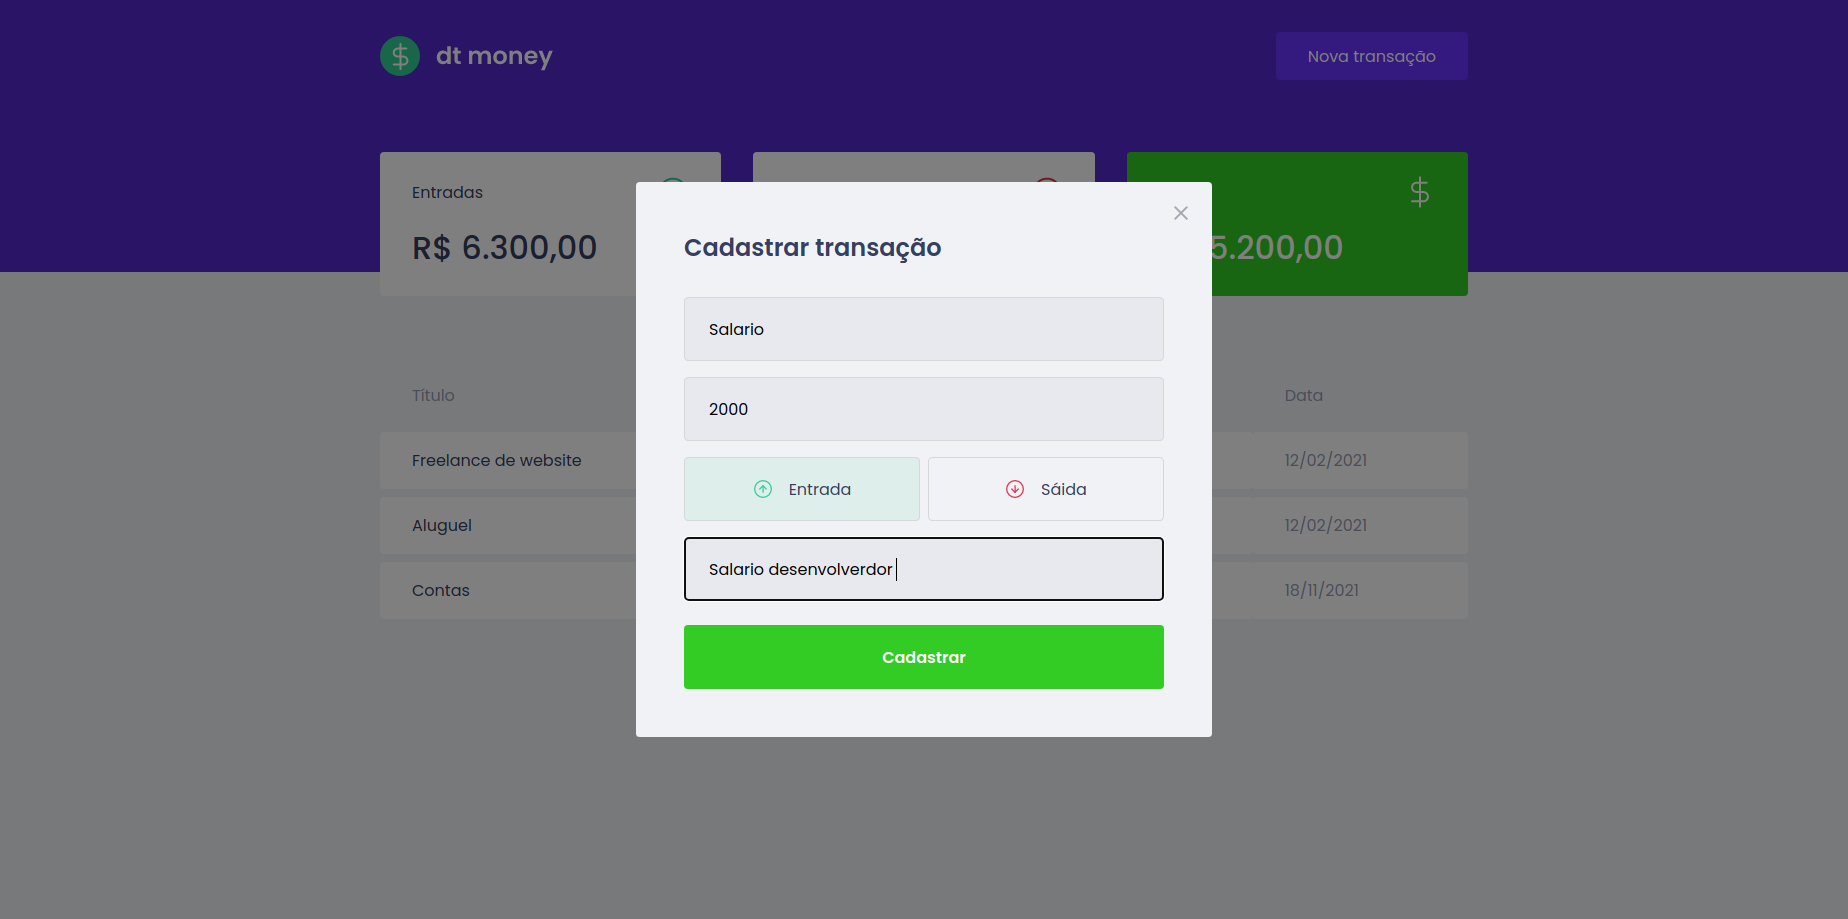 dt money
Nova transação
Entradas
R$ 6.300,00
5.200,00
Cadastrar transação
Salario
2000
Entrada
Sáida
Salario desenvolverdor
Cadastrar
Título
Data
Freelance de website
12/02/2021
Aluguel
12/02/2021
Contas
18/11/2021